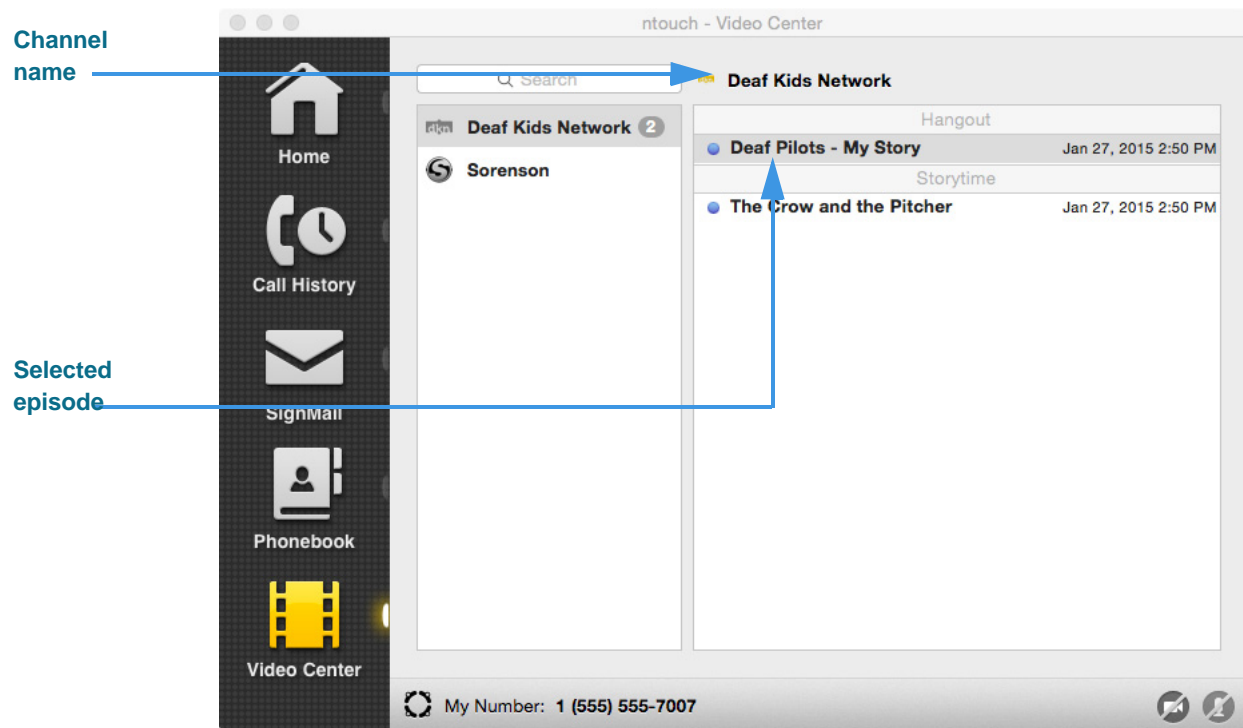 ntouch - Video Center
Channel
name
Search
Deaf Kids Network
dkn Deaf Kids Network 2
Sorenson
Hangout
Deaf Pilots - My Story Jan 27, 2015 2:50 PM
Storytime
The Crow and the Pitcher Jan 27, 2015 2:50 PM
Home
Call History
Selected
episode
SignMail
Phonebook
Video Center
My Number: 1 (555) 555-7007